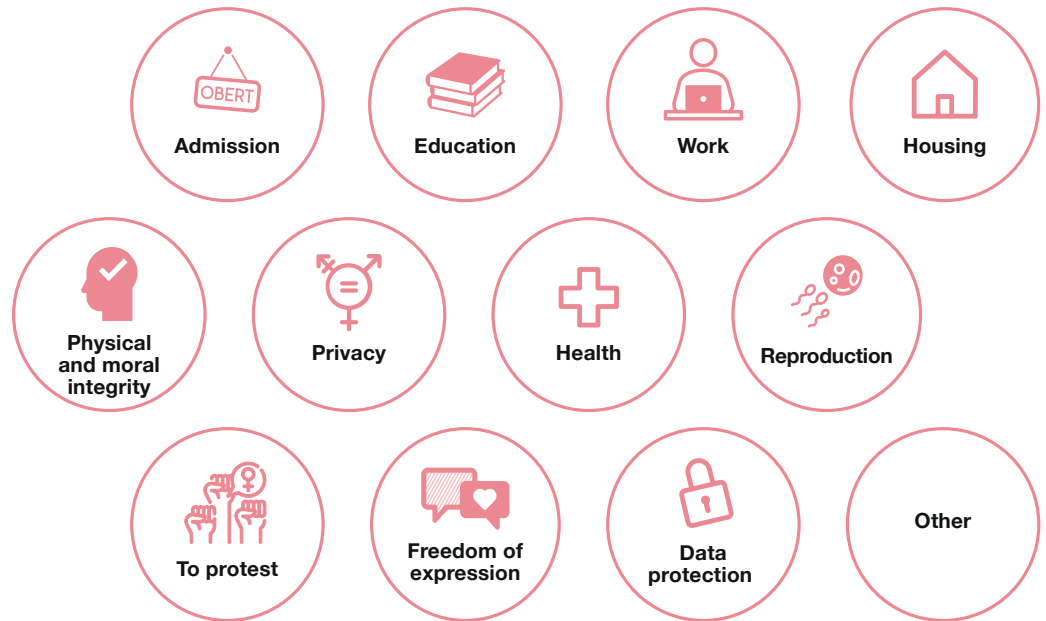 OBERT
Admission
Education
Work
Housing
Physical
and moral
integrity
Privacy
Health
Reproduction
To protest
Freedom of
expression
Data
protection
Other